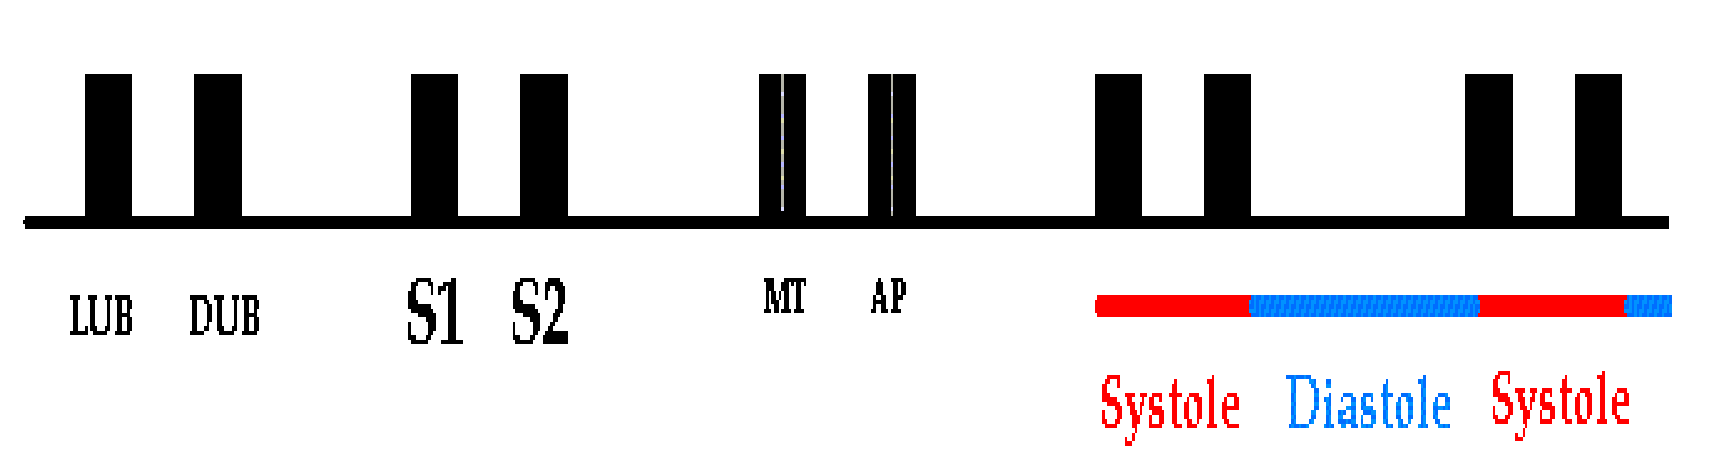 LUB DUB S1 S2 MT AP
Systole Diastole Systole